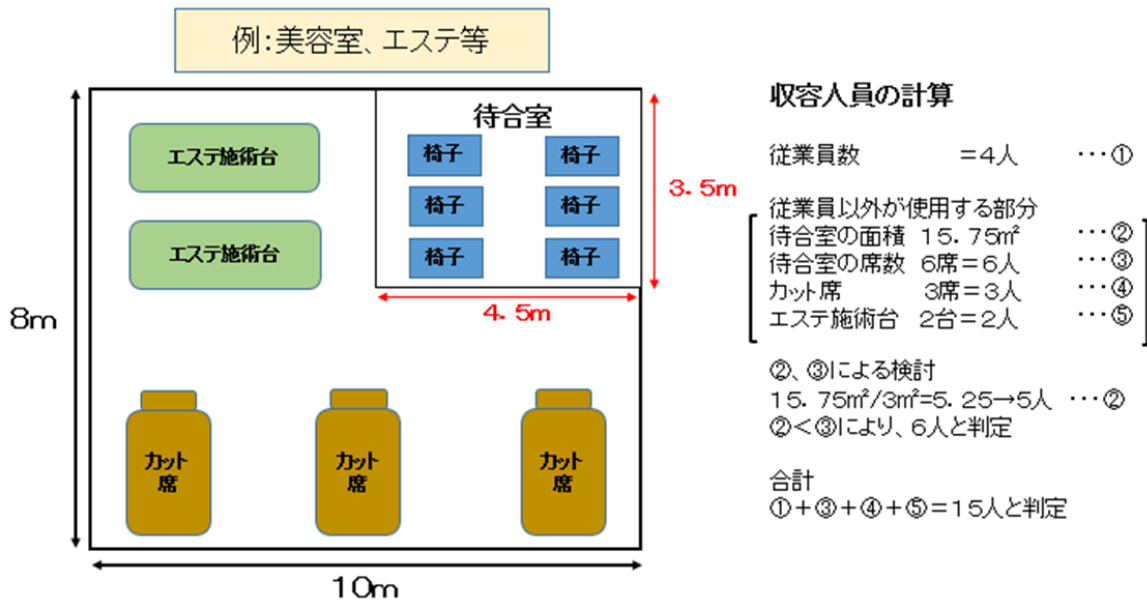 例:美容室、エステ等
待合室
エステ施術台
椅子
椅子
3.5m
椅子
椅子
エステ施術台
椅子
椅子
4.5m
8m
カット
席
カット
席
カット
席
10m
収容人員の計算
従業員数 =4人 …①
従業員以外が使用する部分
待合室の面積 15.75㎡ …②
待合室の席数 6席=6人 …③
カット席 3席=3人 …④
エステ施術台 2台=2人 …⑤
②、③による検討
15.75㎡/3㎡=5.25→5人 …②
②<③により、6人と判定
合計
①+③+④+⑤=15人と判定